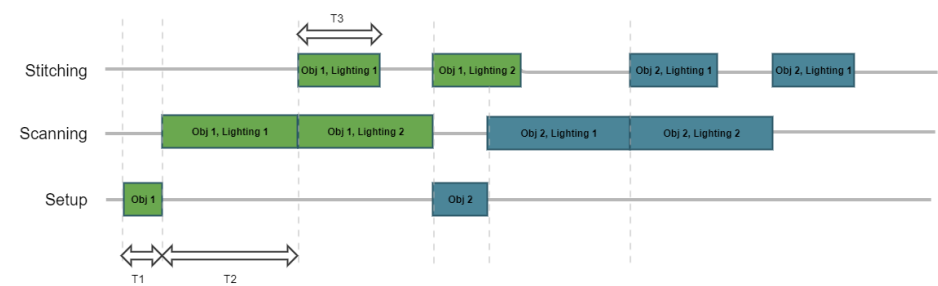 T3
Stitching
Obj 1, Lighting 1
Obj 1, Lighting 2
Obj 2, Lighting 1
Obj 2, Lighting 1
Scanning
Obj 1, Lighting 1
Obj 1, Lighting 2
Obj 2, Lighting 1
Obj 2, Lighting 2
Setup
Obj 1
Obj 2
T1
T2